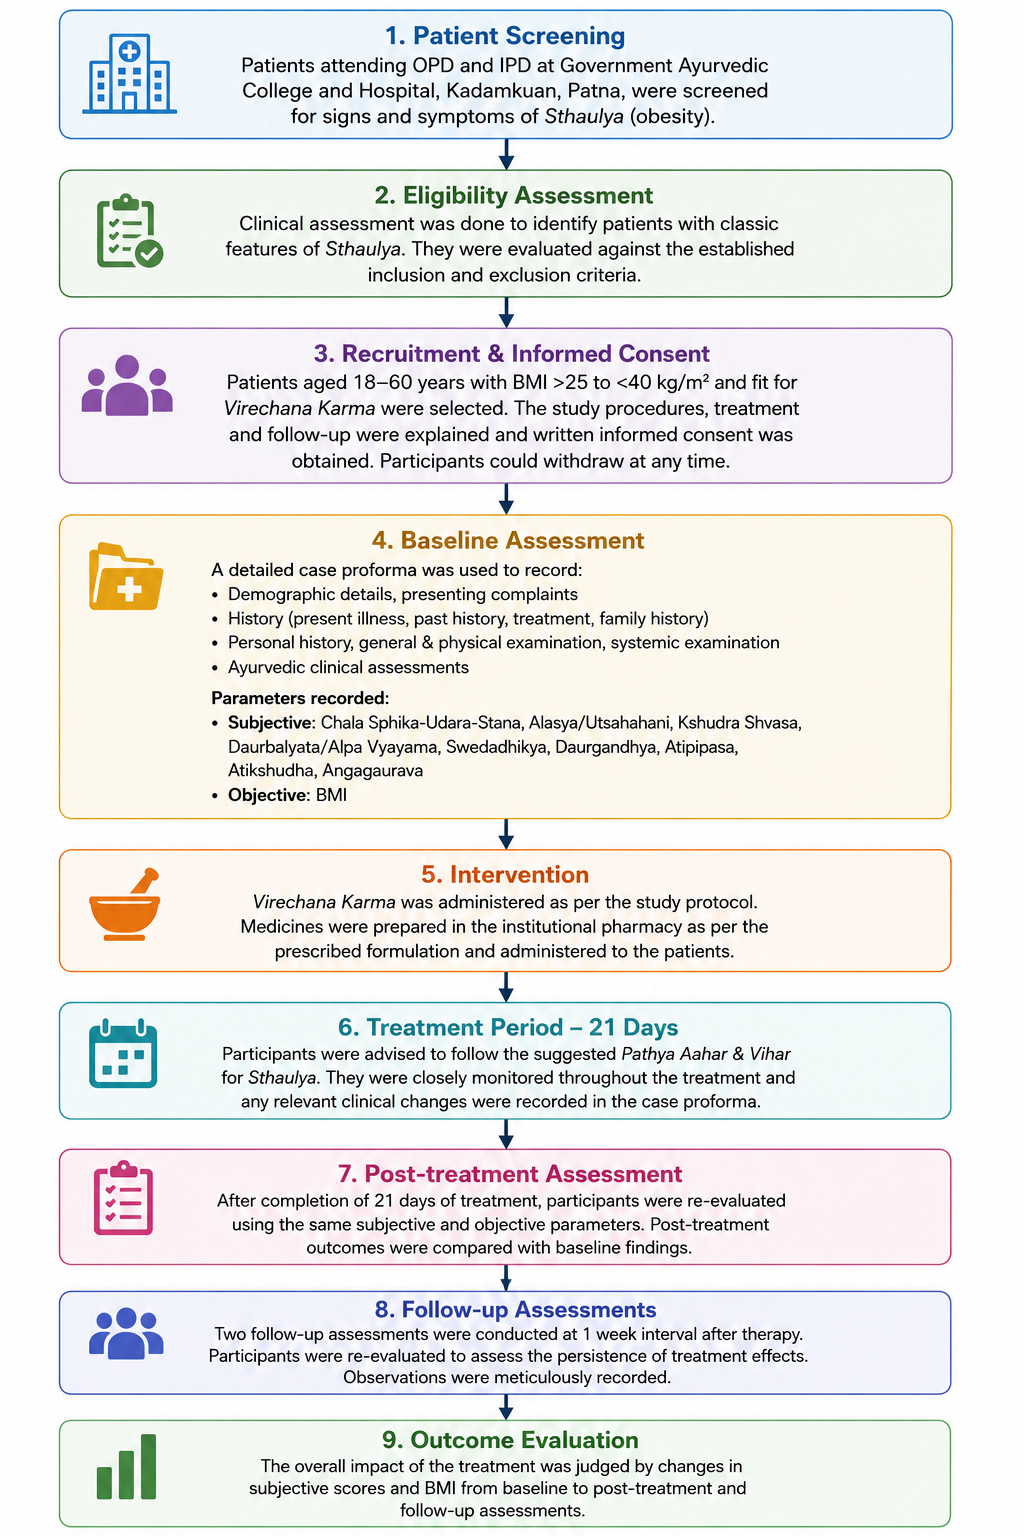 1. Patient Screening
Patients attending OPD and IPD at Government Ayurvedic
College and Hospital, Kadamkuan, Patna, were screened
for signs and symptoms of Sthaulya (obesity).
2. Eligibility Assessment
Clinical assessment was done to identify patients with classic
features of Sthaulya. They were evaluated against the established
inclusion and exclusion criteria.
3. Recruitment & Informed Consent
Patients aged 18–60 years with BMI >25 to <40 kg/m² and fit for
Virechana Karma were selected. The study procedures, treatment
and follow-up were explained and written informed consent was
obtained. Participants could withdraw at any time.
4. Baseline Assessment
A detailed case proforma was used to record:
• Demographic details, presenting complaints
• History (present illness, past history, treatment, family history)
• Personal history, general & physical examination, systemic examination
• Ayurvedic clinical assessments
Parameters recorded:
• Subjective: Chala Sphika-Udara-Stana, Alasya/Utsahahani, Kshudra Shvasa,
Daurbalyata/Alpa Vyayama, Swedadhikya, Daurgandhya, Atipipasa,
Atikshudha, Angagaurava
• Objective: BMI
5. Intervention
Virechana Karma was administered as per the study protocol.
Medicines were prepared in the institutional pharmacy as per the
prescribed formulation and administered to the patients.
6. Treatment Period – 21 Days
Participants were advised to follow the suggested Pathya Aahar & Vihar
for Sthaulya. They were closely monitored throughout the treatment and
any relevant clinical changes were recorded in the case proforma.
7. Post-treatment Assessment
After completion of 21 days of treatment, participants were re-evaluated
using the same subjective and objective parameters. Post-treatment
outcomes were compared with baseline findings.
8. Follow-up Assessments
Two follow-up assessments were conducted at 1 week interval after therapy.
Participants were re-evaluated to assess the persistence of treatment effects.
Observations were meticulously recorded.
9. Outcome Evaluation
The overall impact of the treatment was judged by changes in
subjective scores and BMI from baseline to post-treatment and
follow-up assessments.